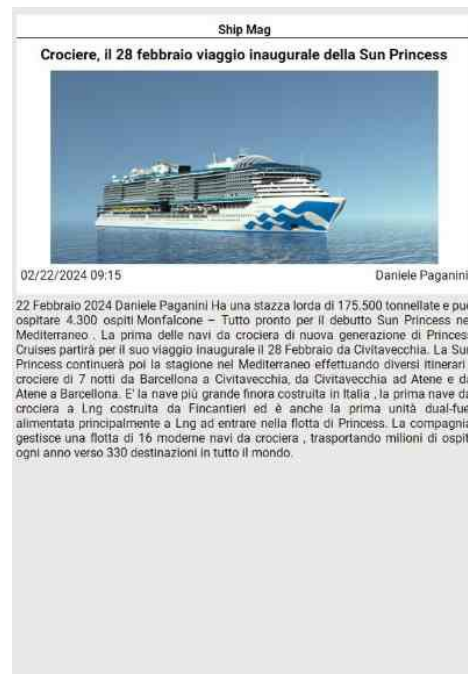 Ship Mag
Crociere, il 28 febbraio viaggio inaugurale della Sun Princess
02/22/2024 09:15
Daniele Paganini
22 Febbraio 2024 Daniele Paganini Ha una stazza lorda di 175.500 tonnellate e può
ospitare 4.300 ospiti Monfalcone – Tutto pronto per il debutto Sun Princess ne
Mediterraneo . La prima delle navi da crociera di nuova generazione di Princess
Cruises partirà per il suo viaggio inaugurale il 28 Febbraio da Civitavecchia. La Sun
Princess continuerà poi la stagione nel Mediterraneo effettuando diversi itinerari
crociere di 7 notti da Barcellona a Civitavecchia, da Civitavecchia ad Atene e da
Atene a Barcellona. E' la nave più grande finora costruita in Italia , la prima nave da
crociera a Lng costruita da Fincantieri ed è anche la prima unità dual-fue
alimentata principalmente a Lng ad entrare nella flotta di Princess. La compagnia
gestisce una flotta di 16 moderne navi da crociera , trasportando milioni di ospit
ogni anno verso 330 destinazioni in tutto il mondo.